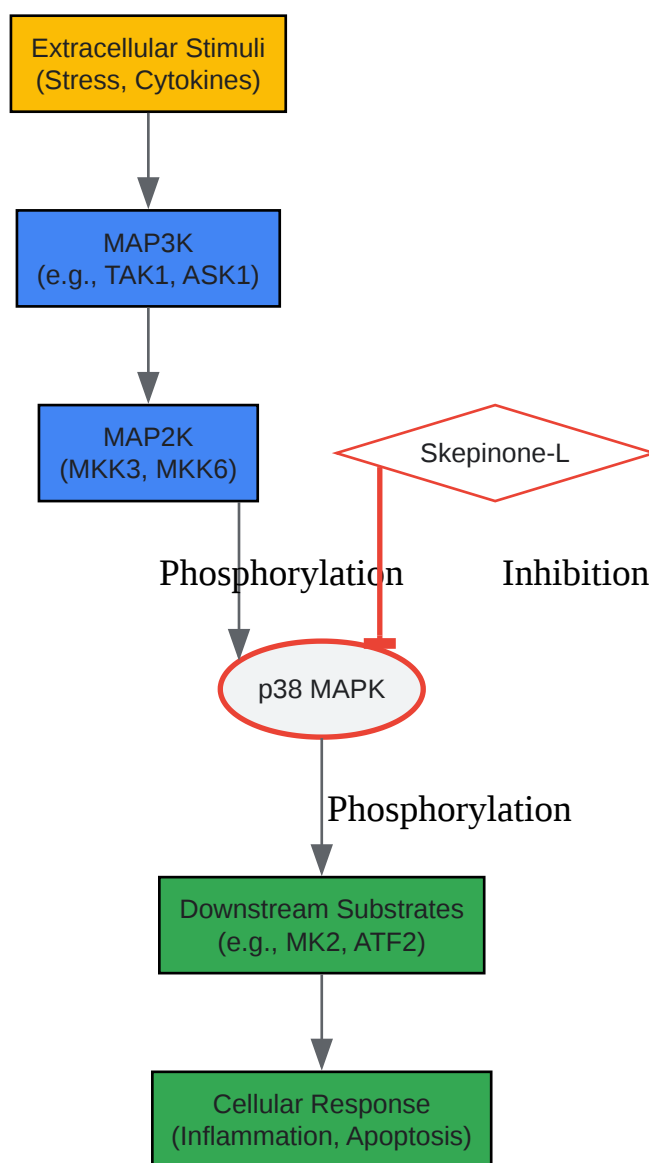 Extracellular Stimuli
(Stress, Cytokines)
MAP3K
(e.g., TAK1, ASK1)
MAP2K
(MKK3, MKK6)
Skepinone-L
Phosphorylation
Inhibition
p38 MAPK
Phosphorylation
Downstream Substrates
(e.g., MK2, ATF2)
Cellular Response
(Inflammation, Apoptosis)